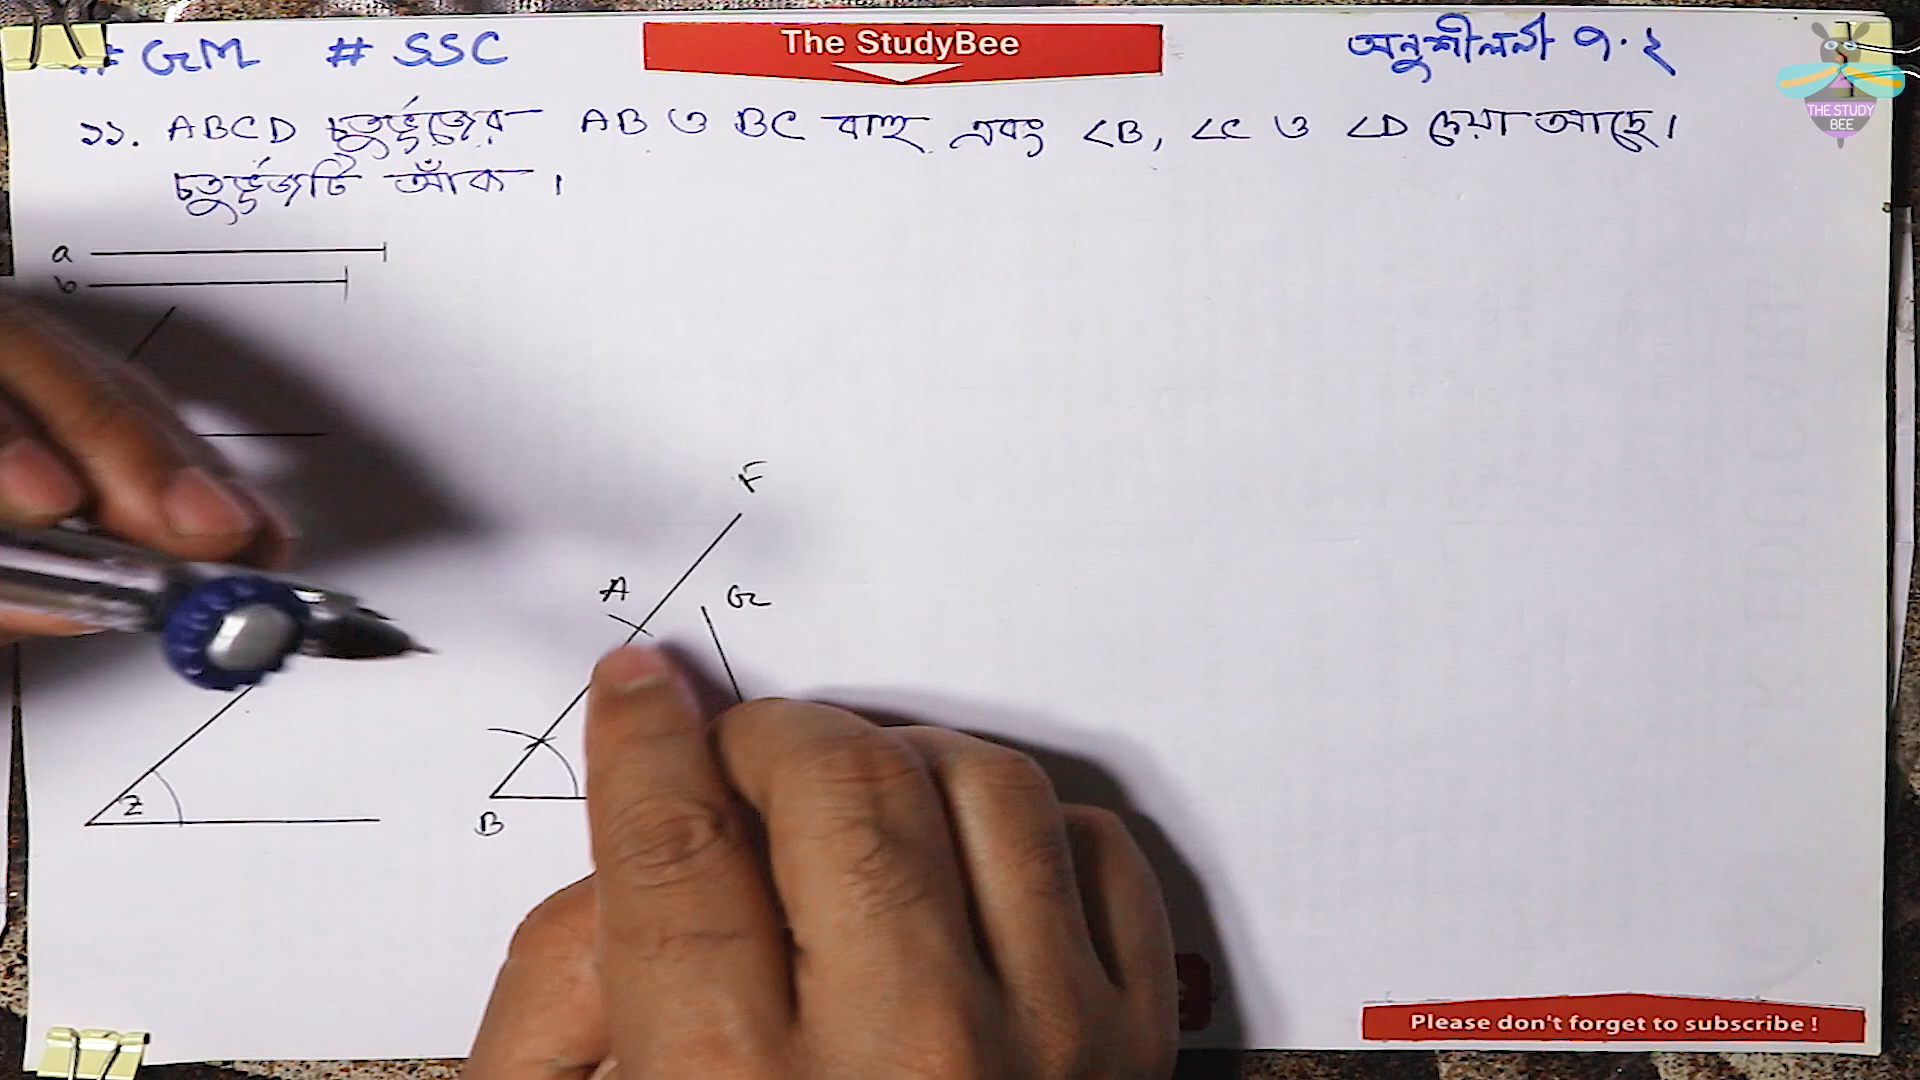 # GM # SSC
The StudyBee
অনুশীলনী ৭.২
THE STUDY
BEE
১১. ABCD চতুর্ভুজের AB ও BC বাহু এবং ∠B, ∠C ও ∠D দেয়া আছে।
চতুর্ভুজটি আঁক।
a
b
F
A
G
Z
B
Please don't forget to subscribe !